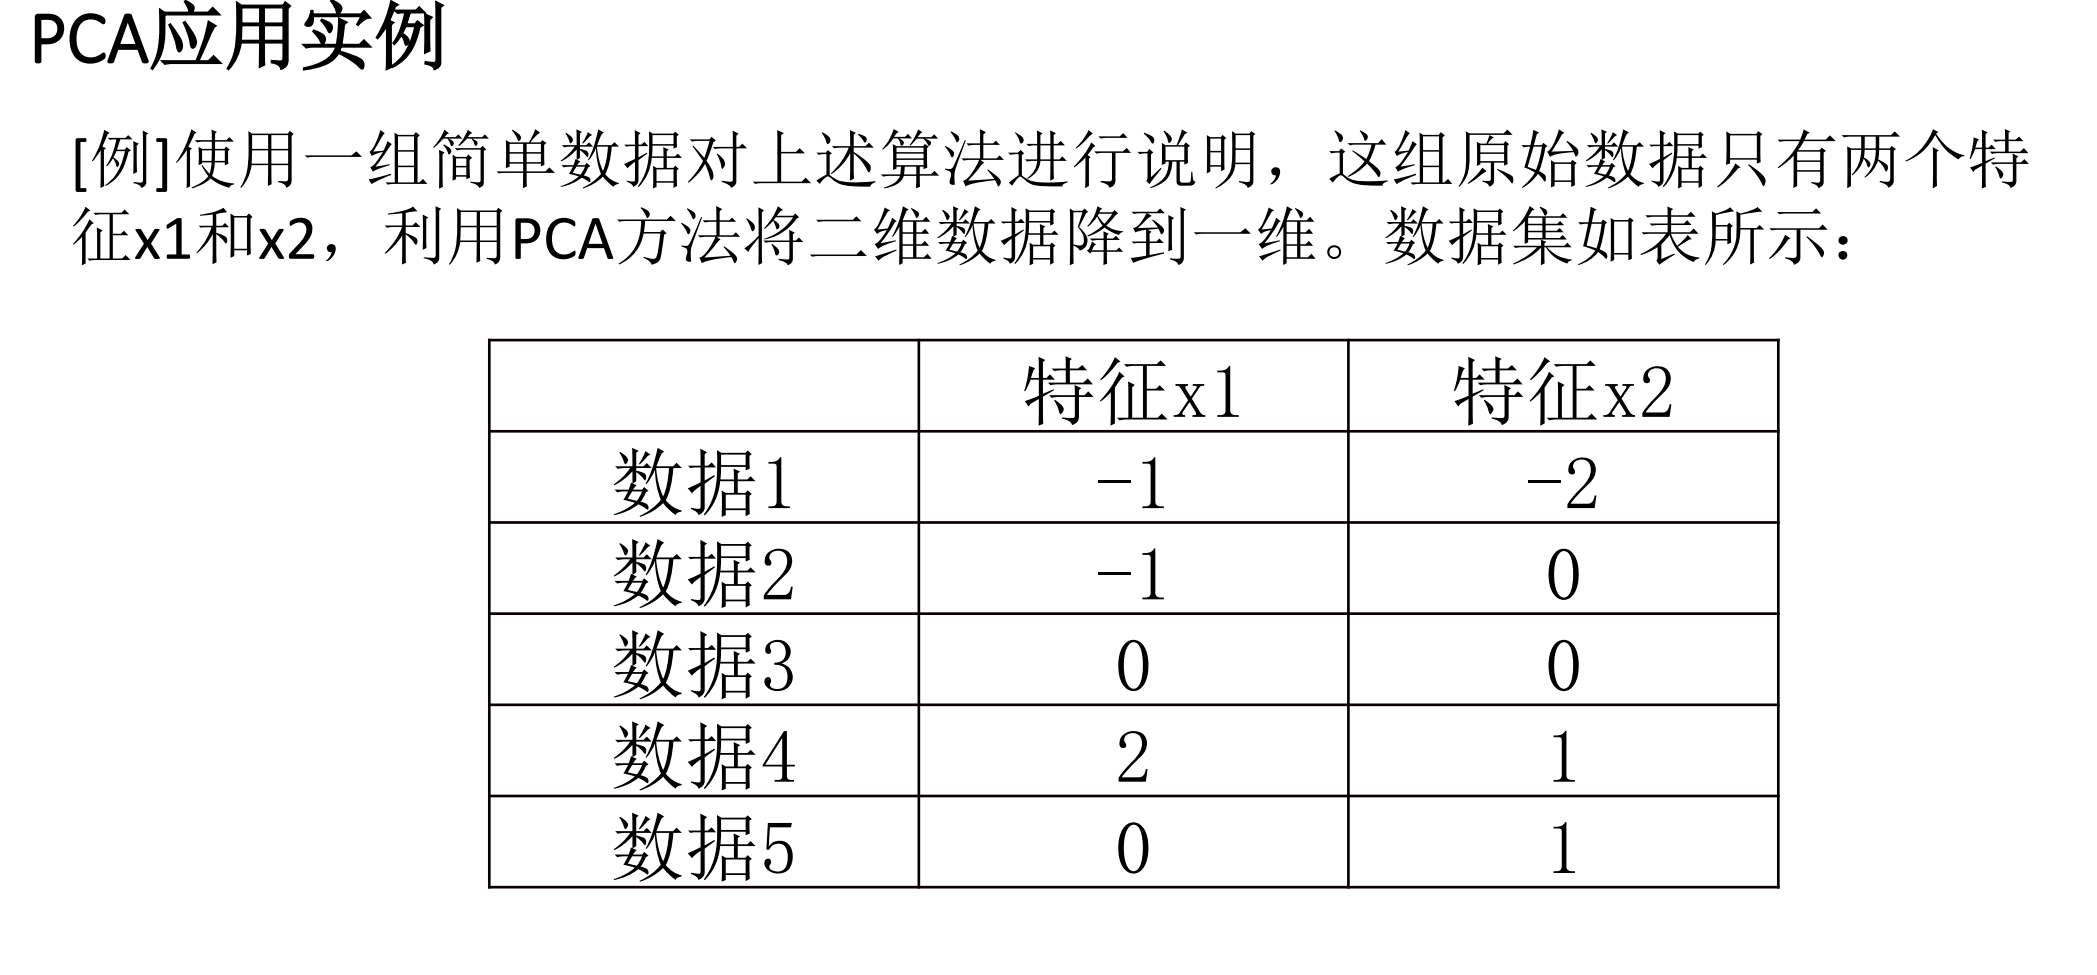 PCA应用实例
[例]使用一组简单数据对上述算法进行说明，这组原始数据只有两个特
征x1和x2，利用PCA方法将二维数据降到一维。数据集如表所示：
特征x1 特征x2
数据1 -1 -2
数据2 -1 0
数据3 0 0
数据4 2 1
数据5 0 1